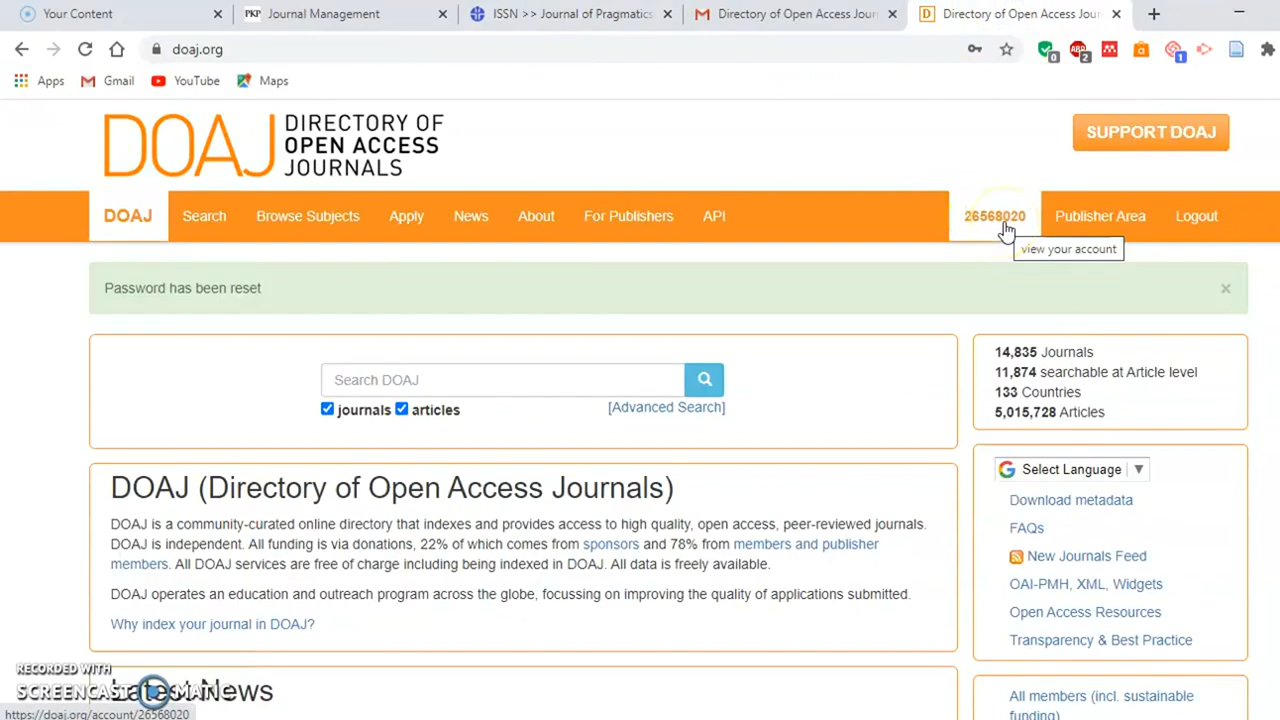 Your Content
PKP Journal Management
ISSN >> Journal of Pragmatics
Directory of Open Access Jour
Directory of Open Access Jour
doaj.org
0
ABP
2
1
Apps
Gmail
YouTube
Maps
DOAJ
DIRECTORY OF
OPEN ACCESS
JOURNALS
SUPPORT DOAJ
DOAJ
Search
Browse Subjects
Apply
News
About
For Publishers
API
26568020
Publisher Area
Logout
view your account
Password has been reset
×
Search DOAJ
journals articles
[Advanced Search]
14,835 Journals
11,874 searchable at Article level
133 Countries
5,015,728 Articles
DOAJ (Directory of Open Access Journals)
DOAJ is a community-curated online directory that indexes and provides access to high quality, open access, peer-reviewed journals.
DOAJ is independent. All funding is via donations, 22% of which comes from sponsors and 78% from members and publisher
members. All DOAJ services are free of charge including being indexed in DOAJ. All data is freely available.
DOAJ operates an education and outreach program across the globe, focussing on improving the quality of applications submitted.
Why index your journal in DOAJ?
Select Language
Download metadata
FAQs
New Journals Feed
OAI-PMH, XML, Widgets
Open Access Resources
Transparency & Best Practice
Latest News
All members (incl. sustainable
funding)
RECORDED WITH
SCREENCAST MATIC
https://doaj.org/account/26568020